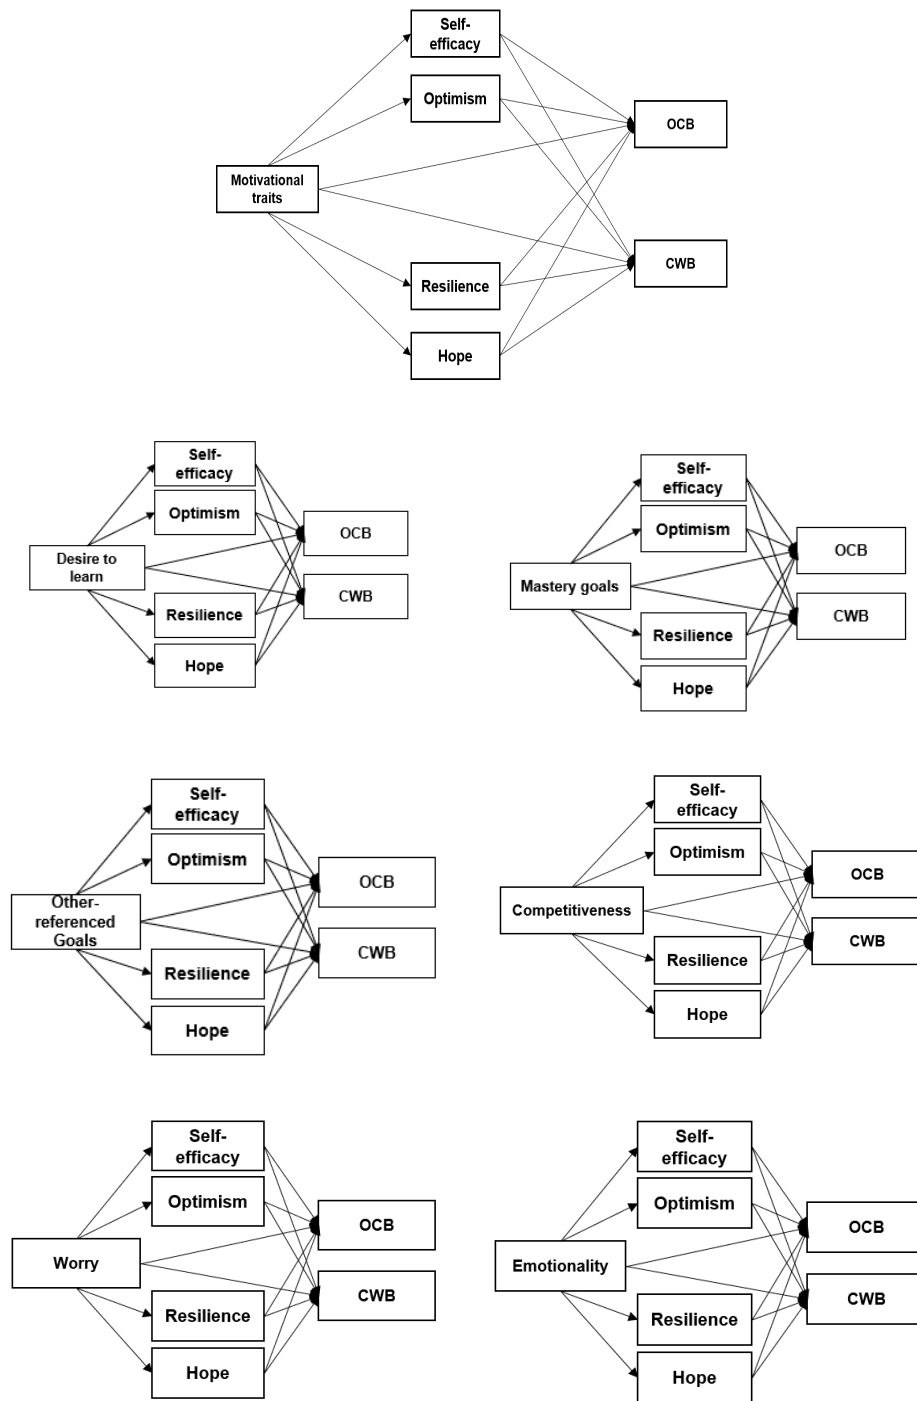 Self-
efficacy
Optimism
OCB
Motivational
traits
CWB
Resilience
Hope
Self-
efficacy
Optimism
OCB
Desire to
learn
CWB
Resilience
Hope
Self-
efficacy
Optimism
OCB
Mastery goals
CWB
Resilience
Hope
Self-
efficacy
Optimism
OCB
Other-
referenced
Goals
CWB
Resilience
Hope
Self-
efficacy
Optimism
OCB
Competitiveness
CWB
Resilience
Hope
Self-
efficacy
Optimism
OCB
Worry
CWB
Resilience
Hope
Self-
efficacy
Optimism
OCB
Emotionality
CWB
Resilience
Hope